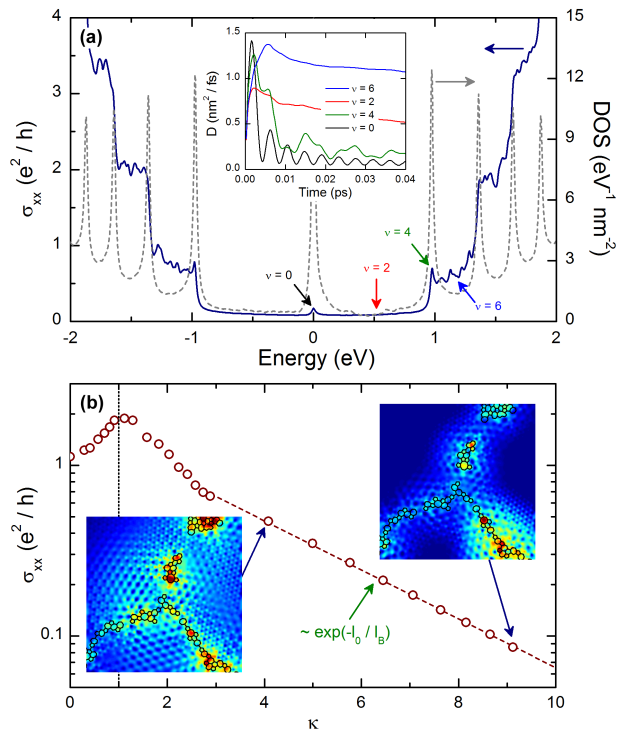 (a)
4
3
2
1
0
σxx (e² / h)
15
12
9
6
3
0
DOS (eV⁻¹ nm⁻²)
1.5
1.0
0.5
0.0
D (nm² / fs)
ν = 6
ν = 2
ν = 4
ν = 0
0.00 0.01 0.02 0.03 0.04
Time (ps)
ν = 4
ν = 0
ν = 2
ν = 6
-2 -1 0 1 2
Energy (eV)
(b)
1
0.1
σxx (e² / h)
~ exp(-l₀ / l_B)
0 2 4 6 8 10
κ